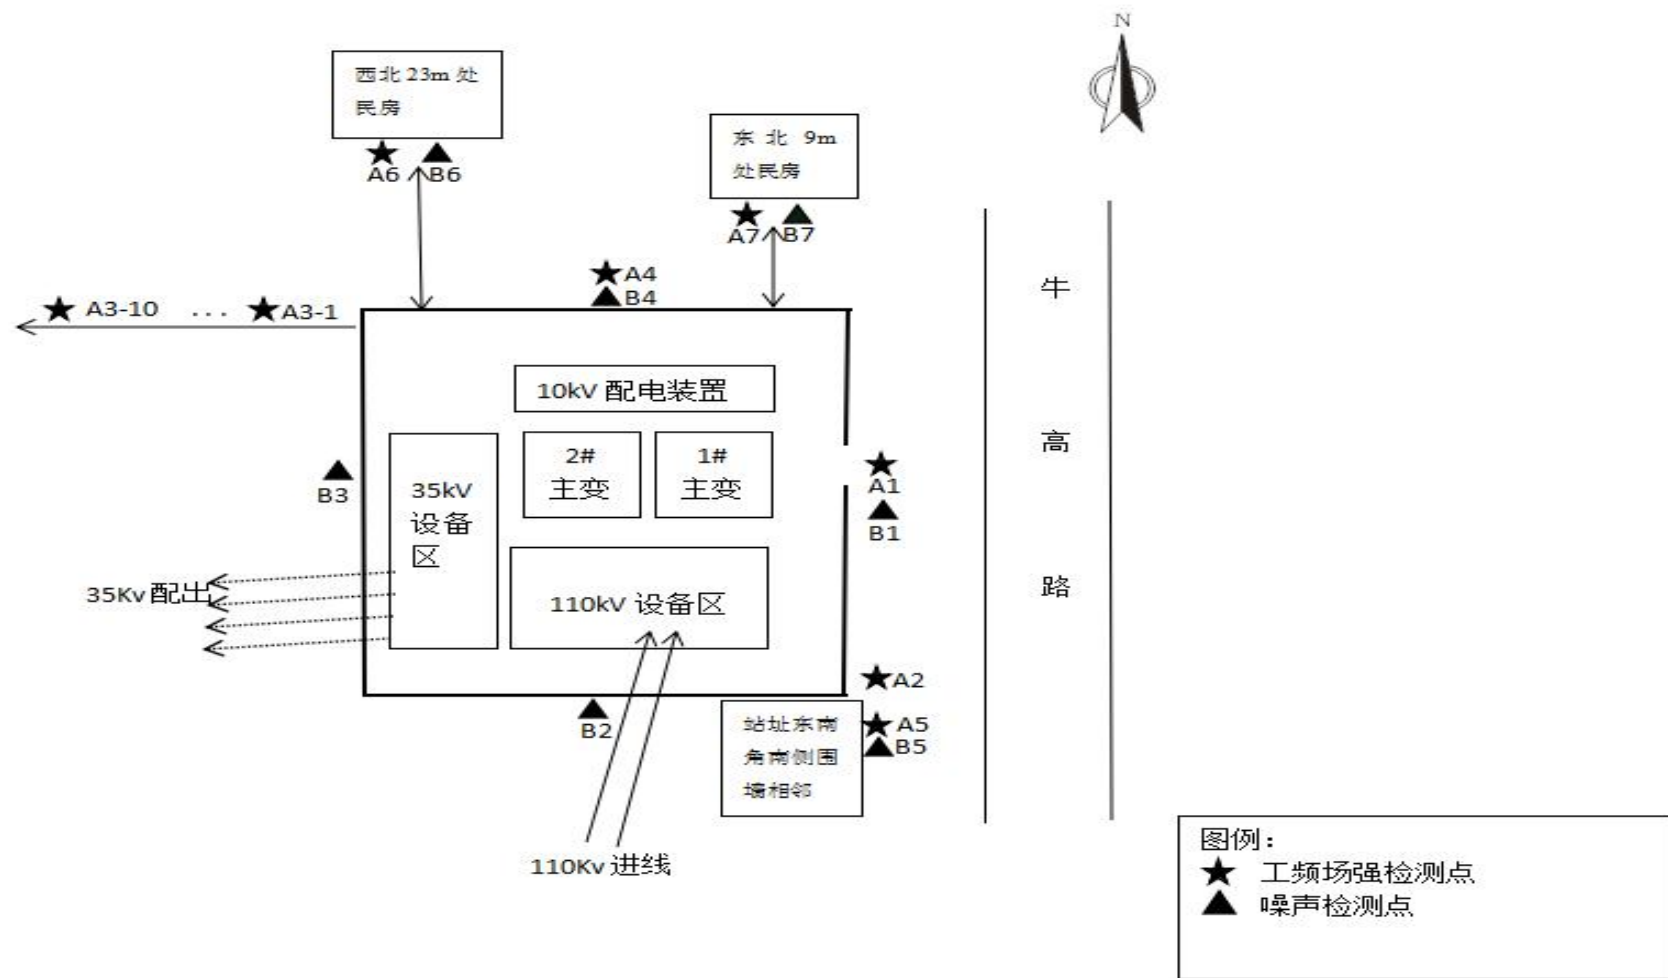 N
西北 23m 处
民房
东 北 9m
处民房
A6
B6
A7
B7
A4
B4
A3-10
...
A3-1
牛
高
路
10kV 配电装置
2#
主变
1#
主变
35kV
设备
区
B3
A1
B1
35Kv 配出
110kV 设备区
A2
B2
站址东南
角南侧围
墙相邻
A5
B5
110Kv 进线
图例：
工频场强检测点
噪声检测点